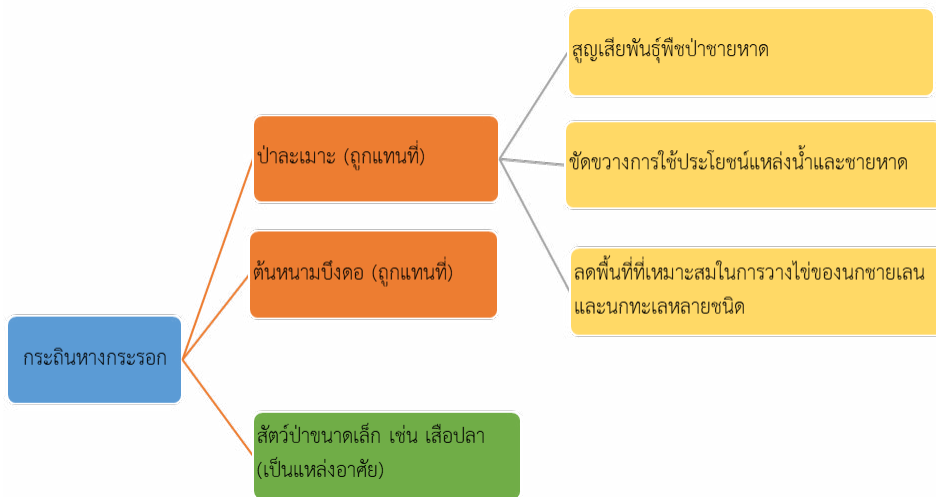 สูญเสียพันธุ์พืชป่าชายหาด
ป่าละเมาะ (ถูกแทนที่)
ขัดขวางการใช้ประโยชน์แหล่งน้ำและชายหาด
ต้นหนามบึงดอ (ถูกแทนที่)
ลดพื้นที่ที่เหมาะสมในการวางไข่ของนกชายเลน
และนกทะเลหลายชนิด
กระถินหางกระรอก
สัตว์ป่าขนาดเล็ก เช่น เสือปลา
(เป็นแหล่งอาศัย)